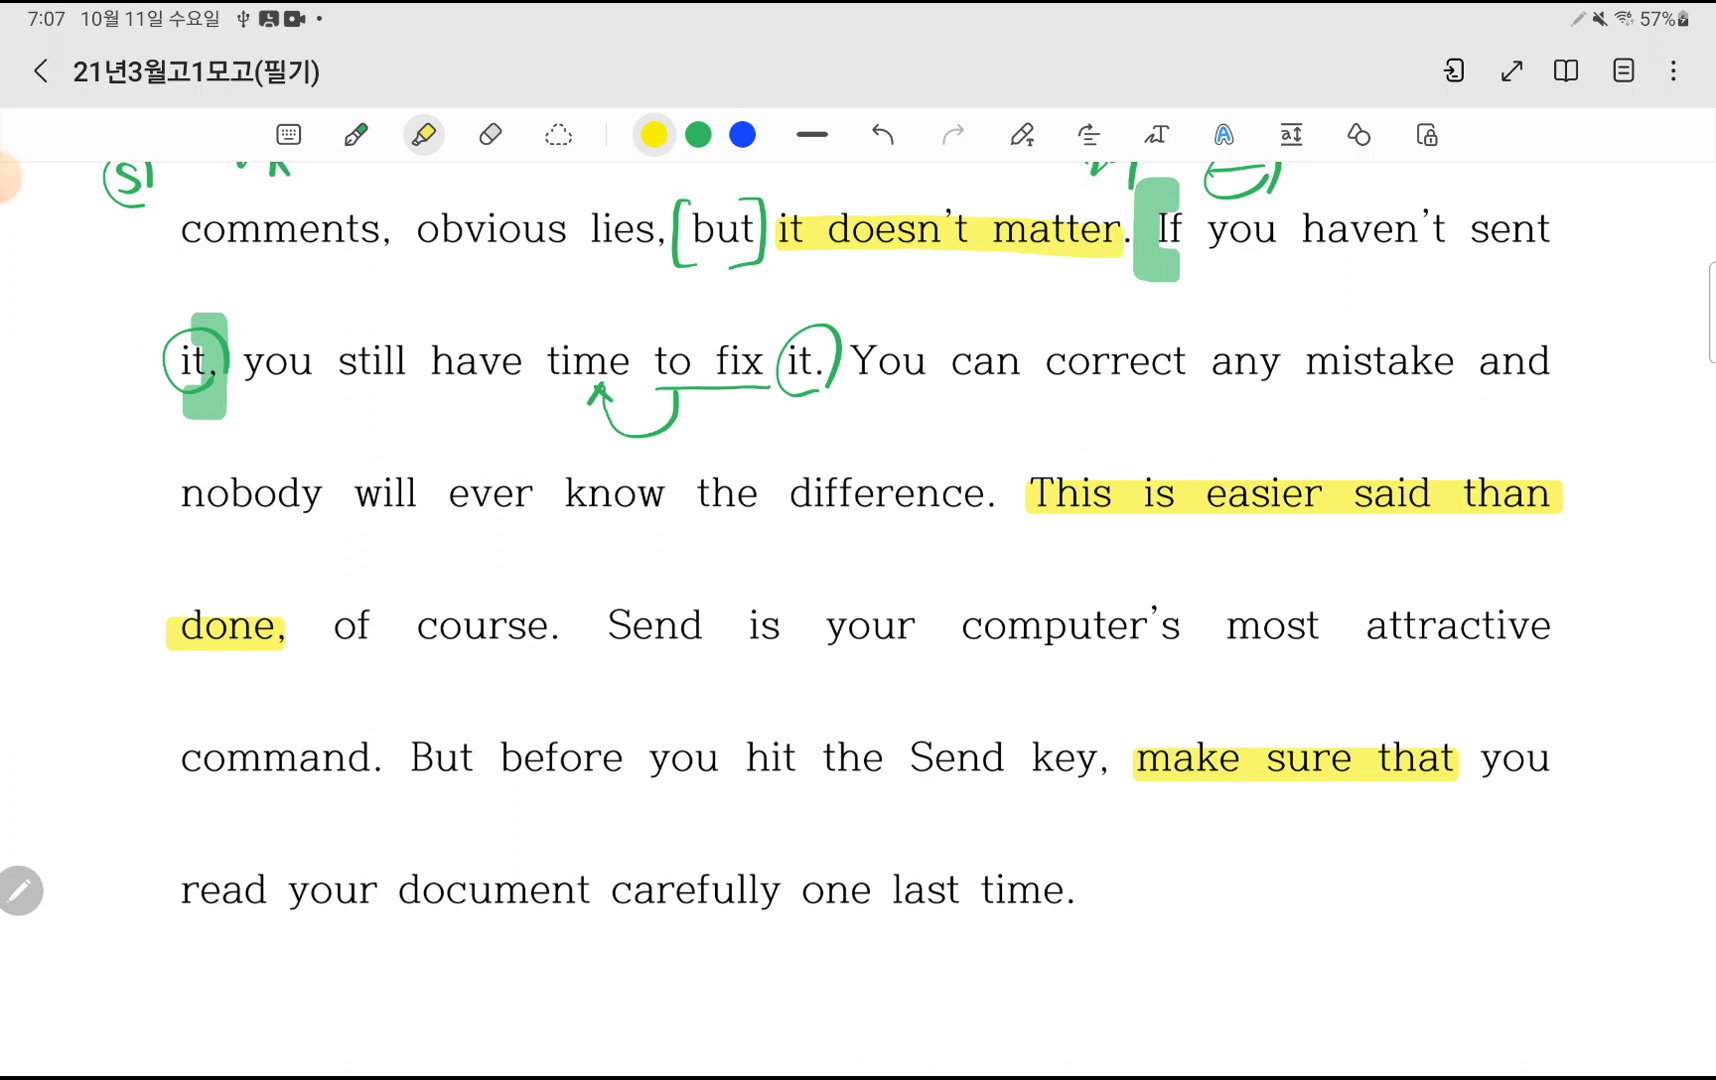 7:07 10월 11일 수요일 57%
21년3월고1모고(필기)
comments, obvious lies, [but] it doesn't matter. If you haven't sent
it, you still have time to fix it. You can correct any mistake and
nobody will ever know the difference. This is easier said than
done, of course. Send is your computer's most attractive
command. But before you hit the Send key, make sure that you
read your document carefully one last time.